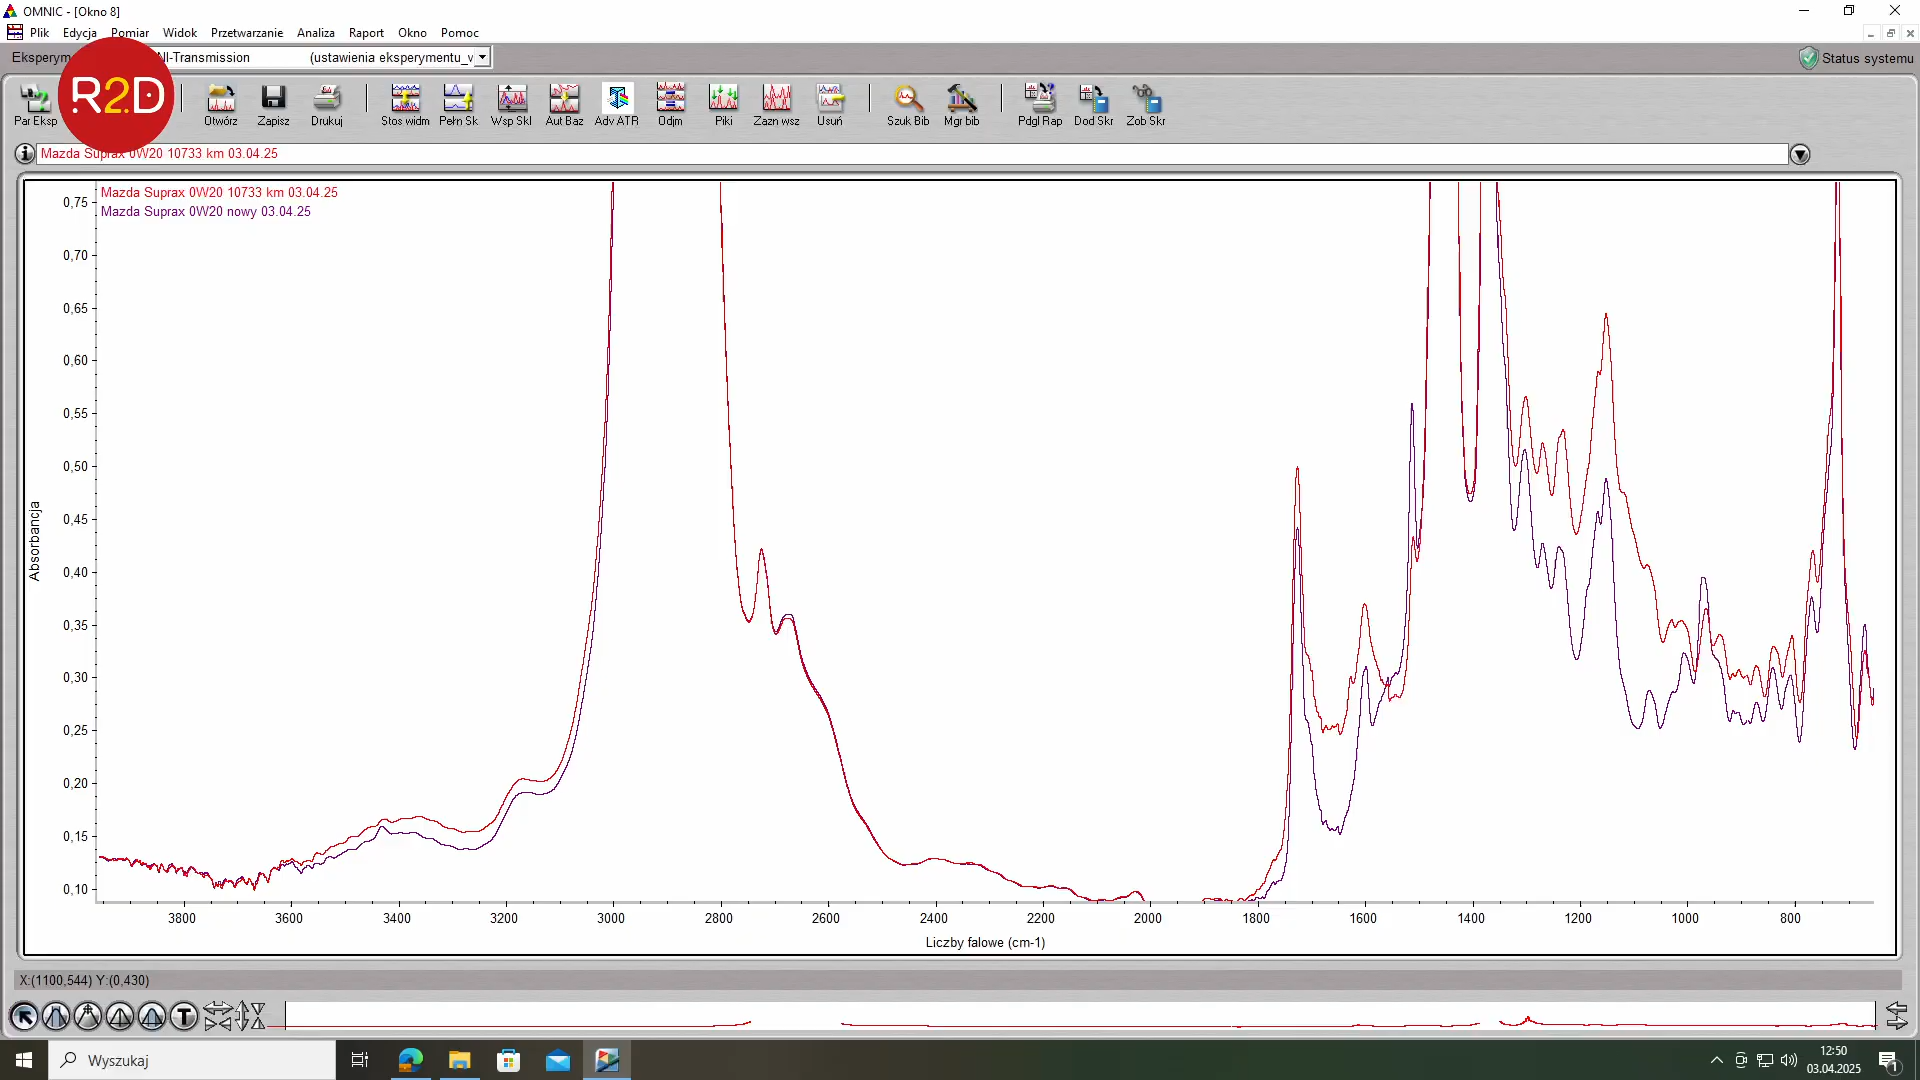 OMNIC - [Okno 8]
Plik Edycja Pomiar Widok Przetwarzanie Analiza Raport Okno Pomoc
Eksperym NI-Transmission (ustawienia eksperymentu_v Status systemu
R2D
Par Eksp Otwórz Zapisz Drukuj Stos widm Pełn Sk Wsp Skl Aut Baz Adv ATR Odjm Piki Zazn wsz Usuń Szuk Bib Mgr bib Pdgl Rap Dod Skr Zob Skr
Mazda Suprax 0W20 10733 km 03.04.25
Mazda Suprax 0W20 10733 km 03.04.25
Mazda Suprax 0W20 nowy 03.04.25
0,75
0,70
0,65
0,60
0,55
0,50
0,45
0,40
0,35
0,30
0,25
0,20
0,15
0,10
Absorbancja
3800 3600 3400 3200 3000 2800 2600 2400 2200 2000 1800 1600 1400 1200 1000 800
Liczby falowe (cm-1)
X:(1100,544) Y:(0,430)
T
Wyszukaj
12:50
03.04.2025
1